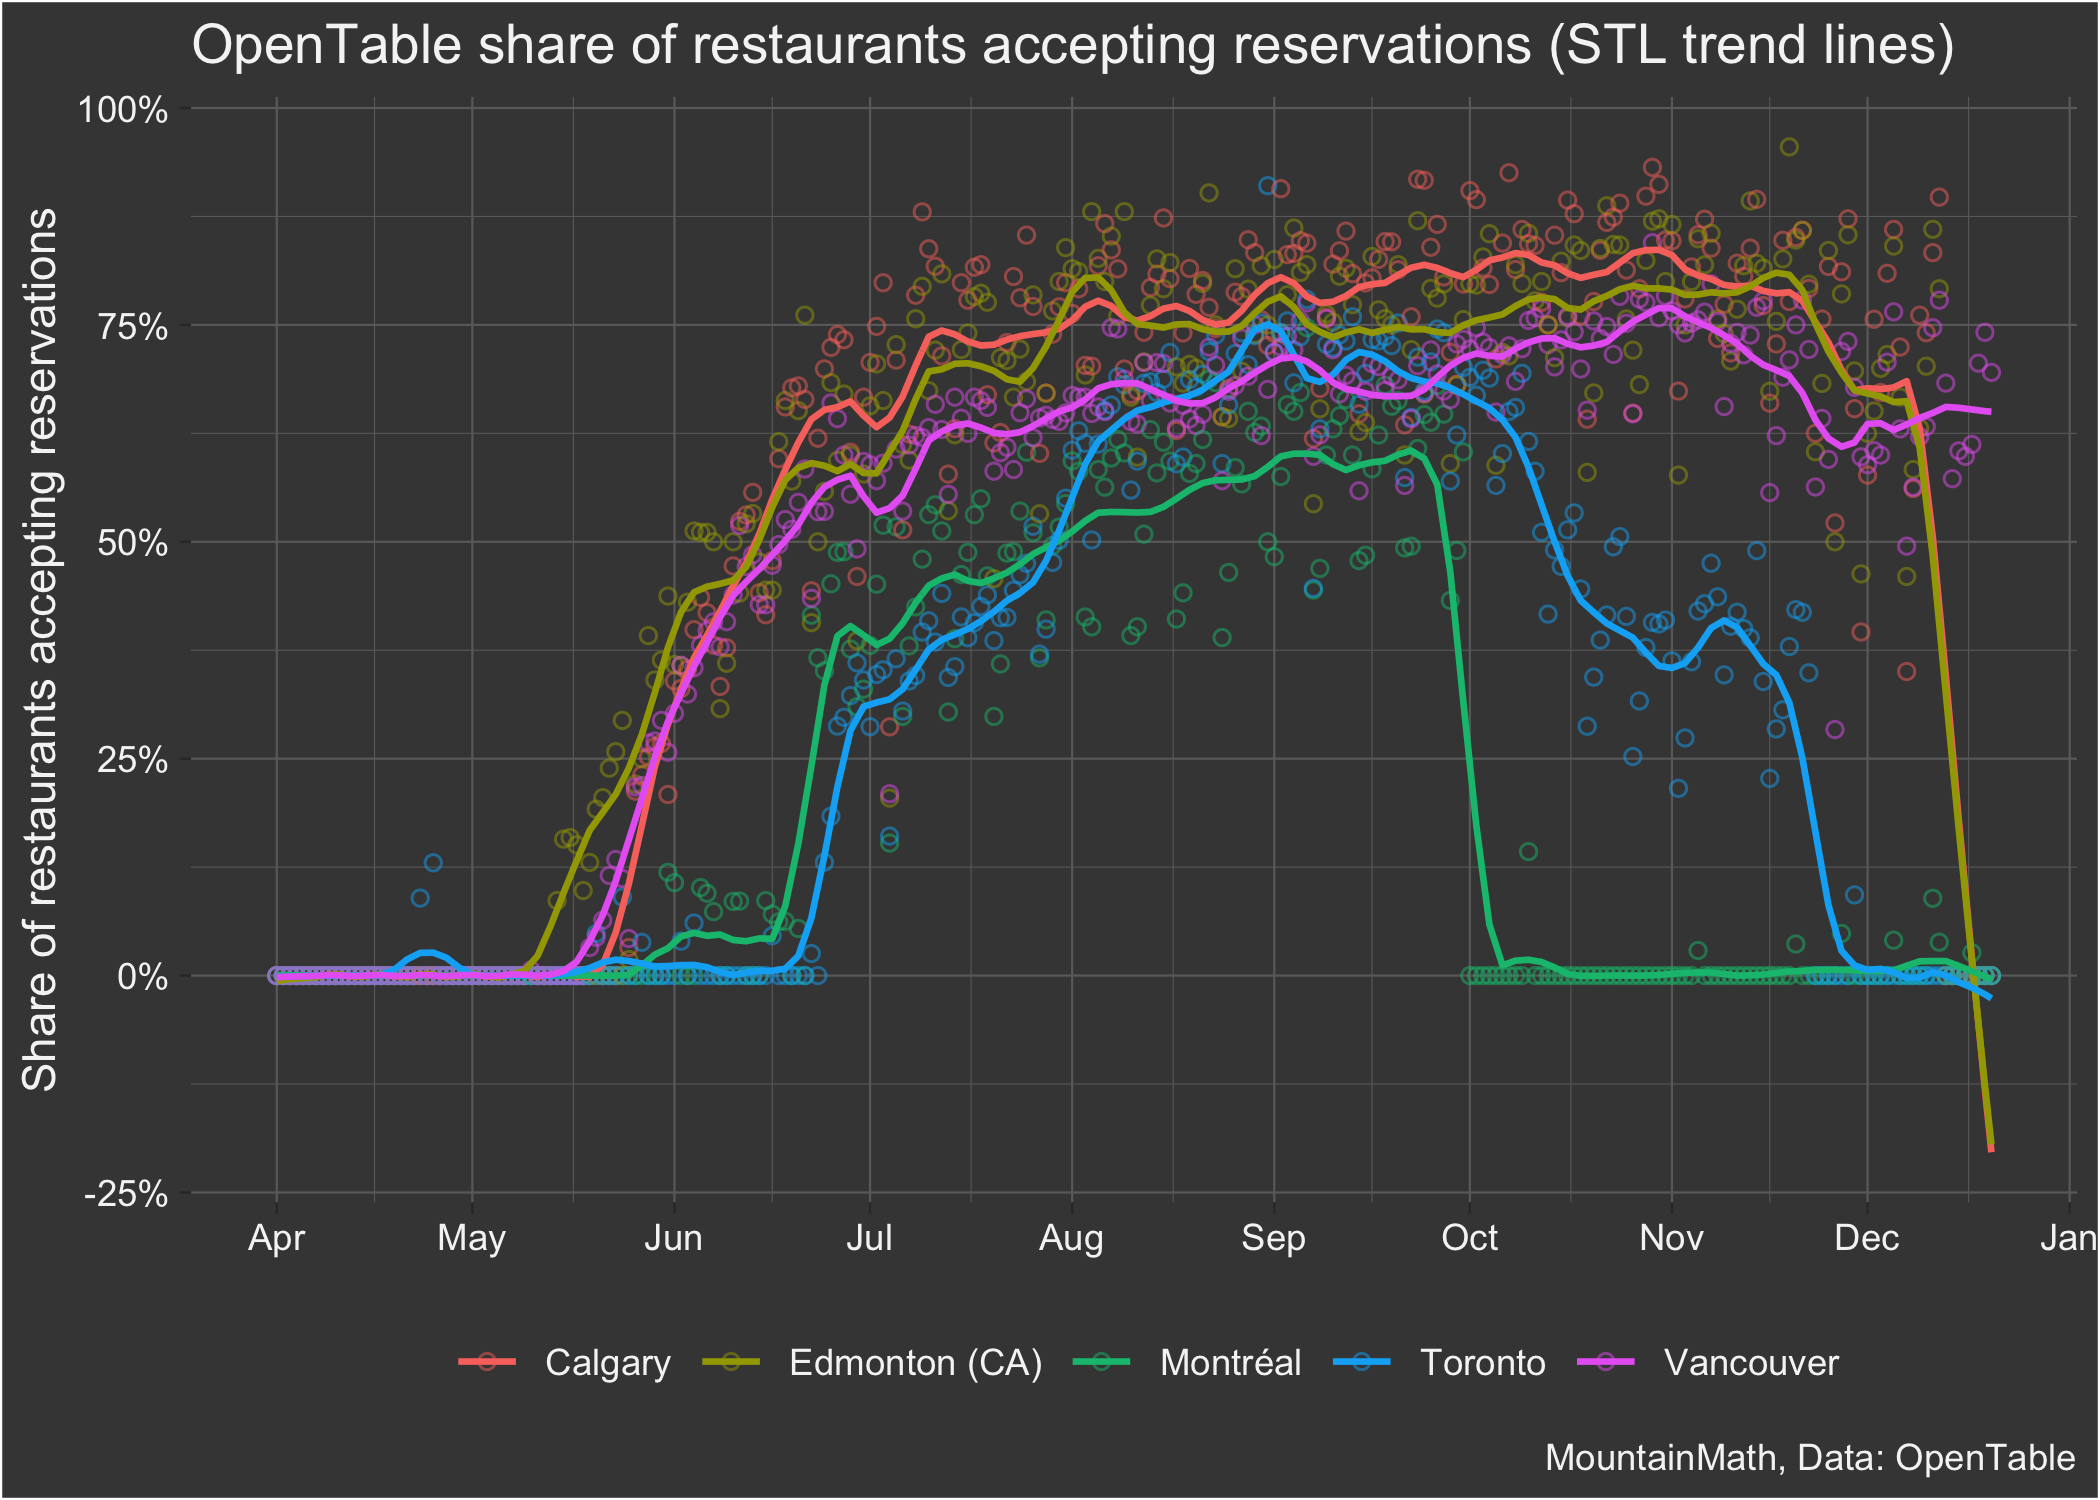 OpenTable share of restaurants accepting reservations (STL trend lines)
Share of restaurants accepting reservations
100%
75%
50%
25%
0%
-25%
Apr May Jun Jul Aug Sep Oct Nov Dec Jan
Calgary Edmonton (CA) Montréal Toronto Vancouver
MountainMath, Data: OpenTable